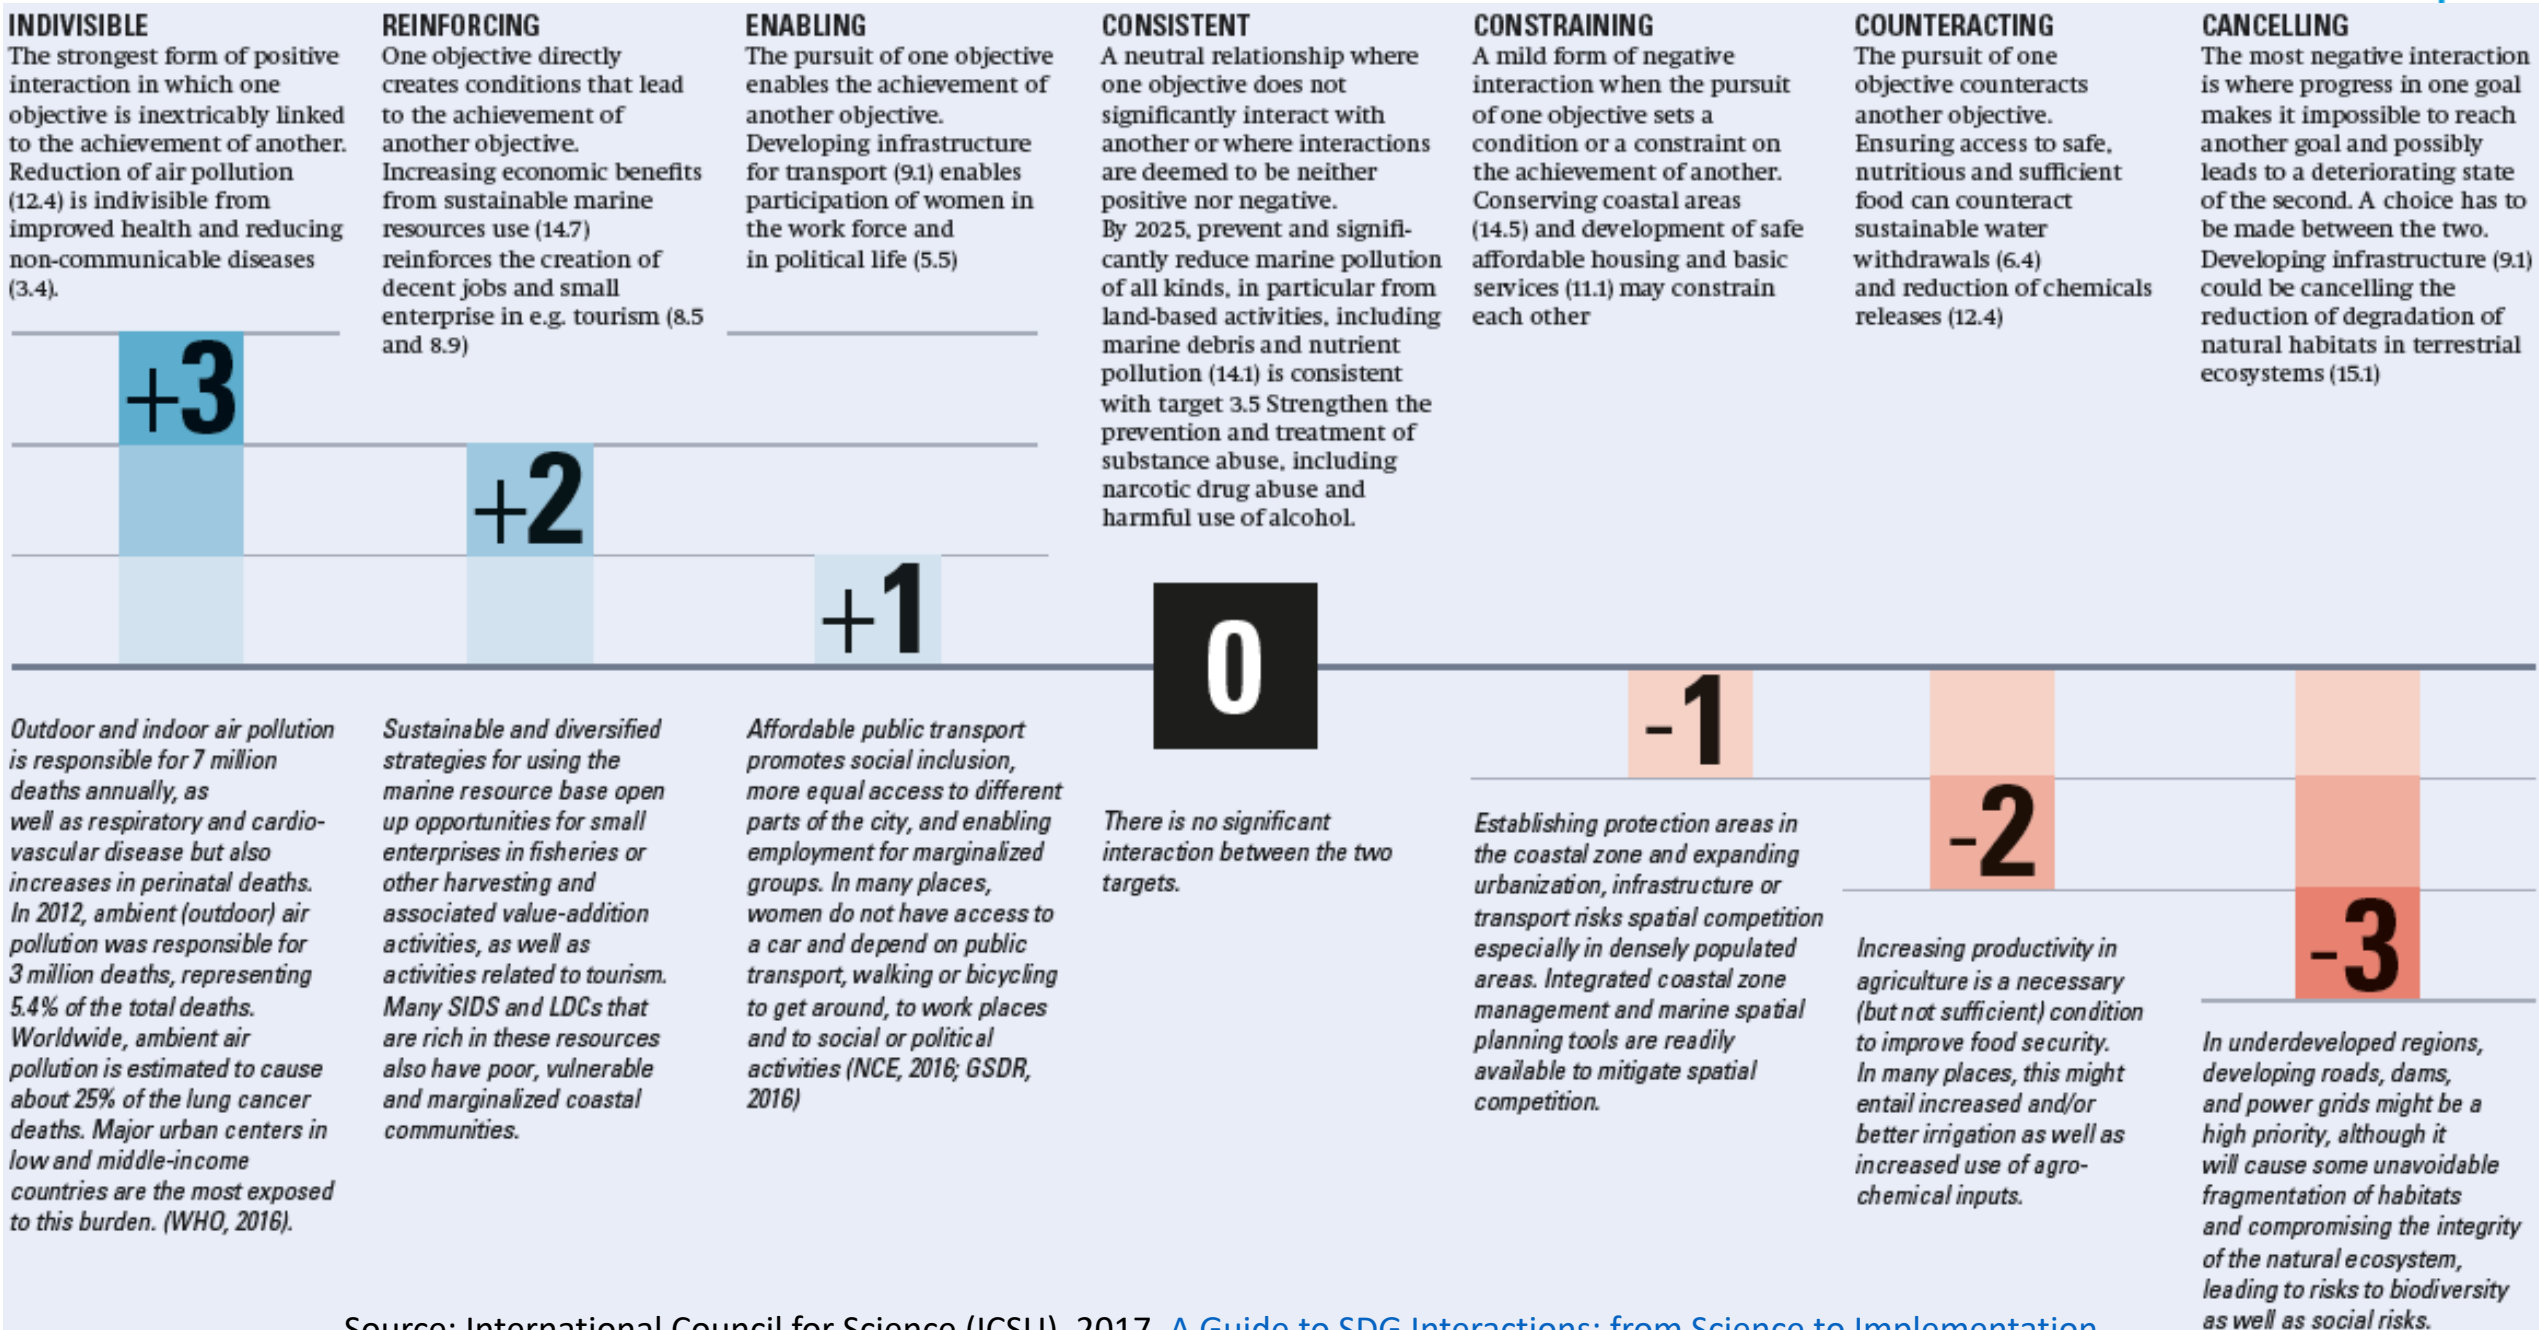 INDIVISIBLE
The strongest form of positive
interaction in which one
objective is inextricably linked
to the achievement of another.
Reduction of air pollution
(12.4) is indivisible from
improved health and reducing
non-communicable diseases
(3.4).
REINFORCING
One objective directly
creates conditions that lead
to the achievement of
another objective.
Increasing economic benefits
from sustainable marine
resources use (14.7)
reinforces the creation of
decent jobs and small
enterprise in e.g. tourism (8.5
and 8.9)
ENABLING
The pursuit of one objective
enables the achievement of
another objective.
Developing infrastructure
for transport (9.1) enables
participation of women in
the work force and
in political life (5.5)
CONSISTENT
A neutral relationship where
one objective does not
significantly interact with
another or where interactions
are deemed to be neither
positive nor negative.
By 2025, prevent and signifi-
cantly reduce marine pollution
of all kinds, in particular from
land-based activities, including
marine debris and nutrient
pollution (14.1) is consistent
with target 3.5 Strengthen the
prevention and treatment of
substance abuse, including
narcotic drug abuse and
harmful use of alcohol.
CONSTRAINING
A mild form of negative
interaction when the pursuit
of one objective sets a
condition or a constraint on
the achievement of another.
Conserving coastal areas
(14.5) and development of safe
affordable housing and basic
services (11.1) may constrain
each other
COUNTERACTING
The pursuit of one
objective counteracts
another objective.
Ensuring access to safe,
nutritious and sufficient
food can counteract
sustainable water
withdrawals (6.4)
and reduction of chemicals
releases (12.4)
CANCELLING
The most negative interaction
is where progress in one goal
makes it impossible to reach
another goal and possibly
leads to a deteriorating state
of the second. A choice has to
be made between the two.
Developing infrastructure (9.1)
could be cancelling the
reduction of degradation of
natural habitats in terrestrial
ecosystems (15.1)
+3
+2
+1
0
-1
-2
-3
Outdoor and indoor air pollution
is responsible for 7 million
deaths annually, as
well as respiratory and cardio-
vascular disease but also
increases in perinatal deaths.
In 2012, ambient (outdoor) air
pollution was responsible for
3 million deaths, representing
5.4% of the total deaths.
Worldwide, ambient air
pollution is estimated to cause
about 25% of the lung cancer
deaths. Major urban centers in
low and middle-income
countries are the most exposed
to this burden. (WHO, 2016).
Sustainable and diversified
strategies for using the
marine resource base open
up opportunities for small
enterprises in fisheries or
other harvesting and
associated value-addition
activities, as well as
activities related to tourism.
Many SIDS and LDCs that
are rich in these resources
also have poor, vulnerable
and marginalized coastal
communities.
Affordable public transport
promotes social inclusion,
more equal access to different
parts of the city, and enabling
employment for marginalized
groups. In many places,
women do not have access to
a car and depend on public
transport, walking or bicycling
to get around, to work places
and to social or political
activities (NCE, 2016; GSDR,
2016)
There is no significant
interaction between the two
targets.
Establishing protection areas in
the coastal zone and expanding
urbanization, infrastructure or
transport risks spatial competition
especially in densely populated
areas. Integrated coastal zone
management and marine spatial
planning tools are readily
available to mitigate spatial
competition.
Increasing productivity in
agriculture is a necessary
(but not sufficient) condition
to improve food security.
In many places, this might
entail increased and/or
better irrigation as well as
increased use of agro-
chemical inputs.
In underdeveloped regions,
developing roads, dams,
and power grids might be a
high priority, although it
will cause some unavoidable
fragmentation of habitats
and compromising the integrity
of the natural ecosystem,
leading to risks to biodiversity
as well as social risks.
Source: International Council for Science (ICSU), 2017. A Guide to SDG Interactions: from Science to Implementation